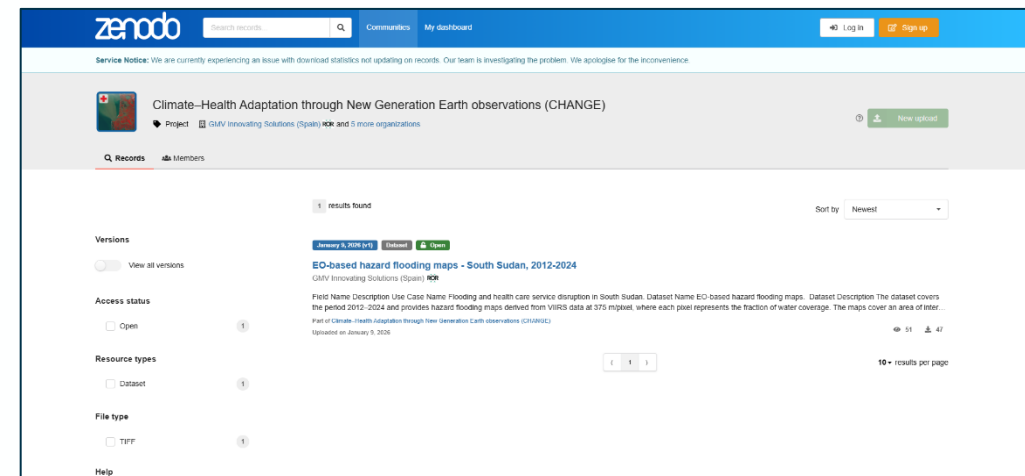 zenodo
Search records...
Communities
My dashboard
Log in
Sign up
Service Notice: We are currently experiencing an issue with download statistics not updating on records. Our team is investigating the problem. We apologise for the inconvenience.
Climate–Health Adaptation through New Generation Earth observations (CHANGE)
Project GMV Innovating Solutions (Spain) ROR and 5 more organizations
New upload
Records Members
1 results found
Sort by Newest
Versions
View all versions
Access status
Open 1
Resource types
Dataset 1
File type
TIFF 1
Help
January 9, 2026 (v1) Dataset Open
EO-based hazard flooding maps - South Sudan, 2012-2024
GMV Innovating Solutions (Spain) ROR
Field Name Description Use Case Name Flooding and health care service disruption in South Sudan. Dataset Name EO-based hazard flooding maps. Dataset Description The dataset covers
the period 2012–2024 and provides hazard flooding maps derived from VIIRS data at 375 m/pixel, where each pixel represents the fraction of water coverage. The maps cover an area of inter...
Part of Climate–Health Adaptation through New Generation Earth observations (CHANGE)
Uploaded on January 9, 2026
51 47
1
10 results per page